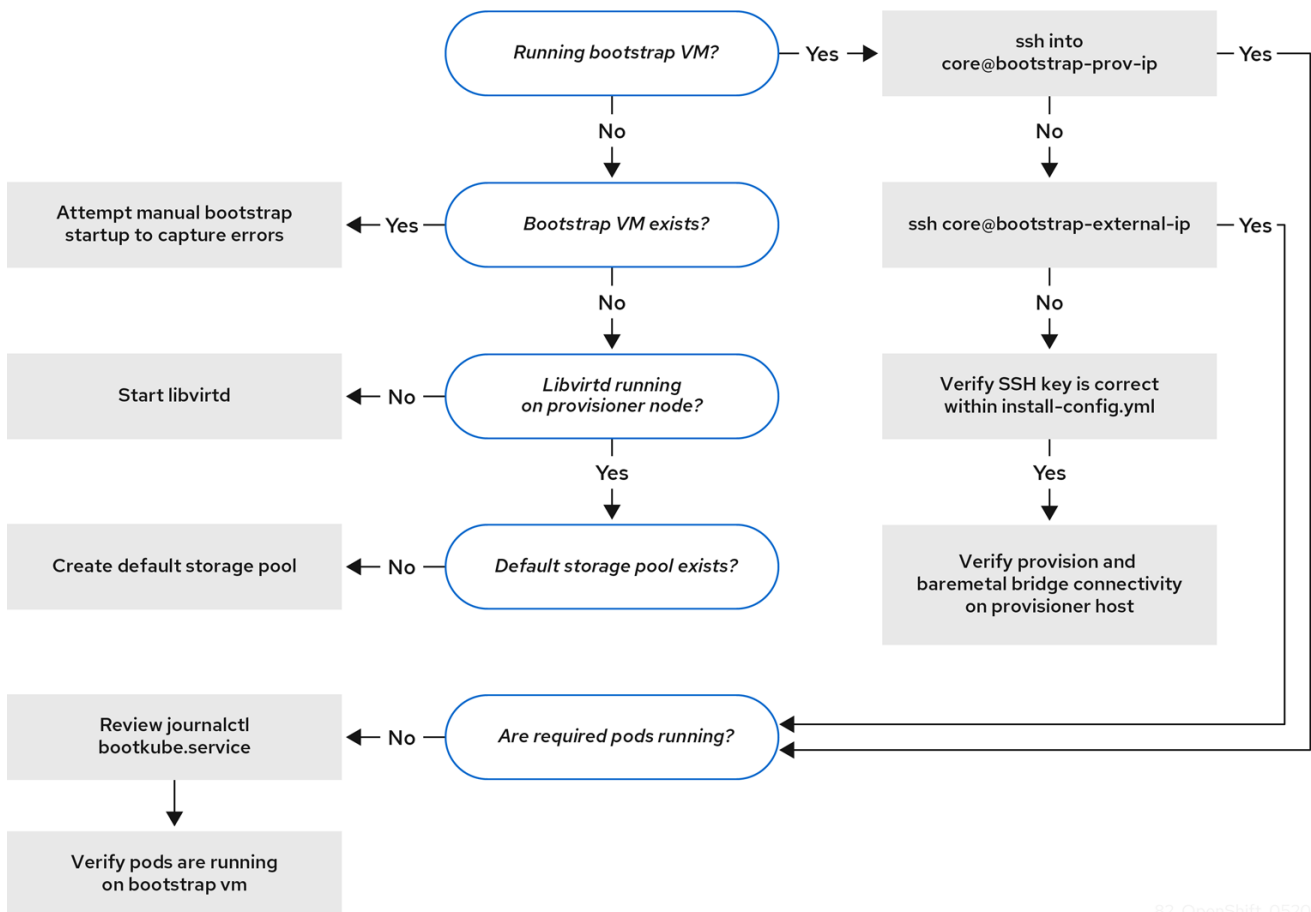 Running bootstrap VM?
Yes
ssh into
core@bootstrap-prov-ip
Yes
No
No
Attempt manual bootstrap
startup to capture errors
Yes
Bootstrap VM exists?
ssh core@bootstrap-external-ip
Yes
No
No
Start libvirtd
No
Libvirtd running
on provisioner node?
Verify SSH key is correct
within install-config.yml
Yes
Yes
Create default storage pool
No
Default storage pool exists?
Verify provision and
baremetal bridge connectivity
on provisioner host
Review journalctl
bootkube.service
No
Are required pods running?
Verify pods are running
on bootstrap vm